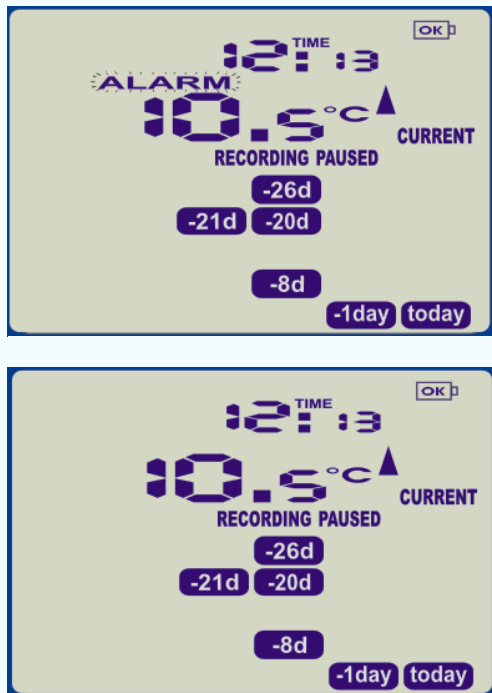 OK
TIME
12:13
ALARM
10.5°C
CURRENT
RECORDING PAUSED
-26d
-21d -20d
-8d
-1day today
OK
TIME
12:13
10.5°C
CURRENT
RECORDING PAUSED
-26d
-21d -20d
-8d
-1day today